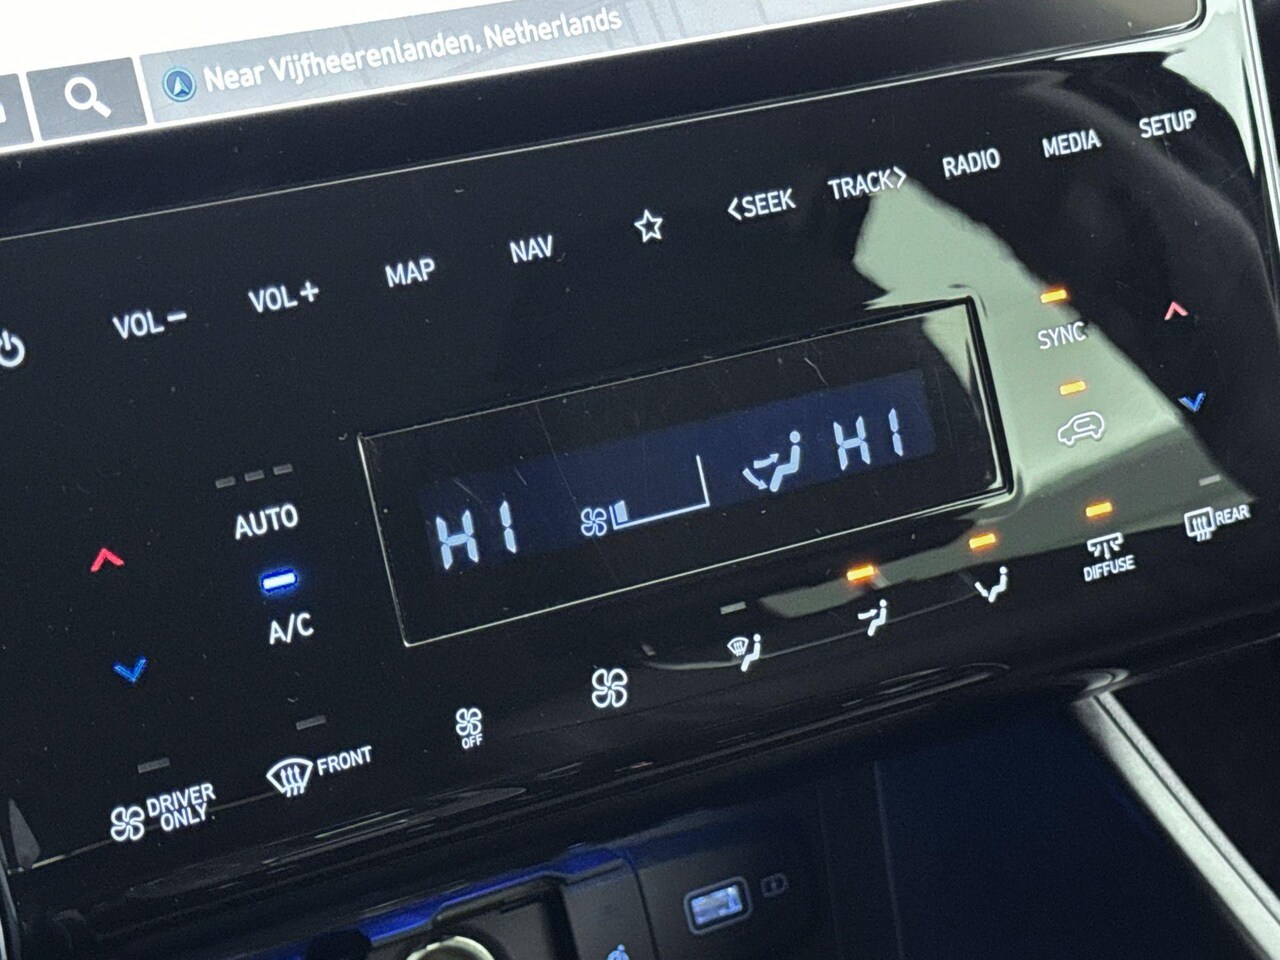 Near Vijfheerenlanden, Netherlands
VOL− VOL+ MAP NAV <SEEK TRACK> RADIO MEDIA SETUP
SYNC
HI HI
AUTO
A/C
REAR
DIFFUSE
OFF
FRONT
DRIVER
ONLY